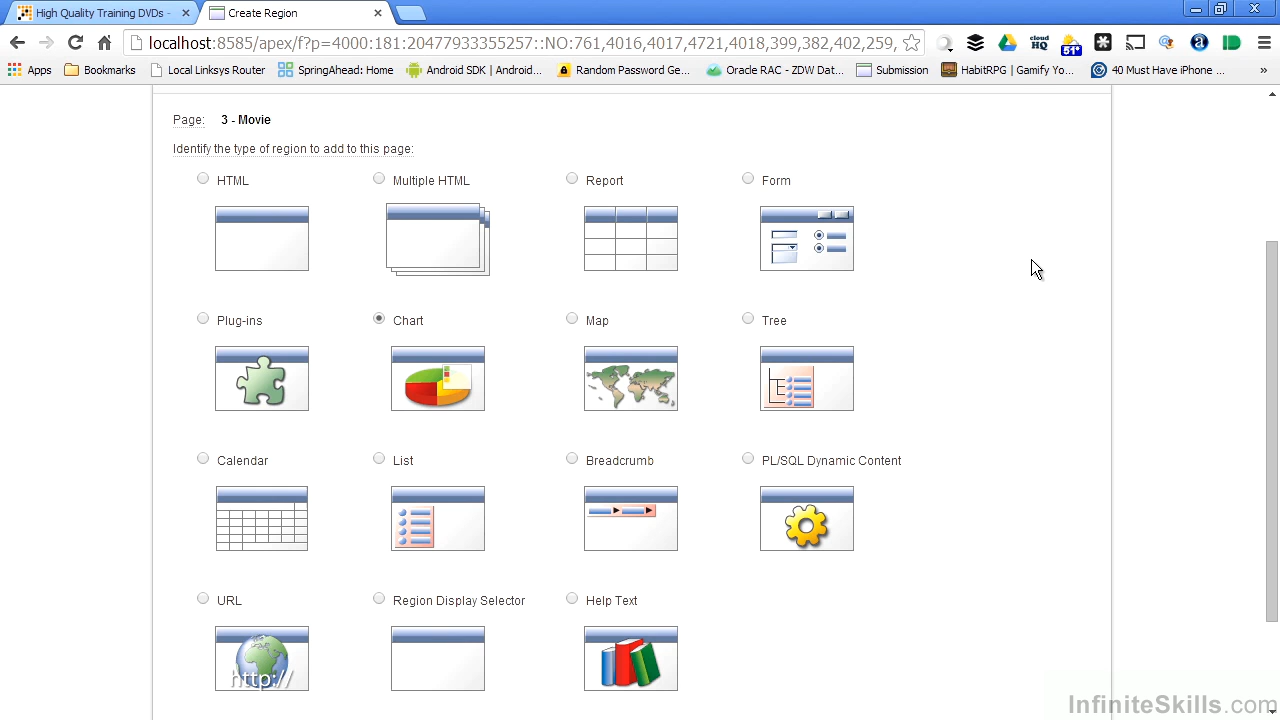 High Quality Training DVDs -
Create Region
localhost:8585/apex/f?p=4000:181:20477933355257::NO:761,4016,4017,4721,4018,399,382,402,259,
cloud
HQ
51°
Apps
Bookmarks
Local Linksys Router
SpringAhead: Home
Android SDK | Android...
Random Password Ge...
Oracle RAC - ZDW Dat...
Submission
HabitRPG | Gamify Yo...
40 Must Have iPhone ...
»
Page: 3 - Movie
Identify the type of region to add to this page:
HTML Multiple HTML Report Form
Plug-ins Chart Map Tree
Calendar List Breadcrumb PL/SQL Dynamic Content
URL Region Display Selector Help Text
http://
InfiniteSkills.com